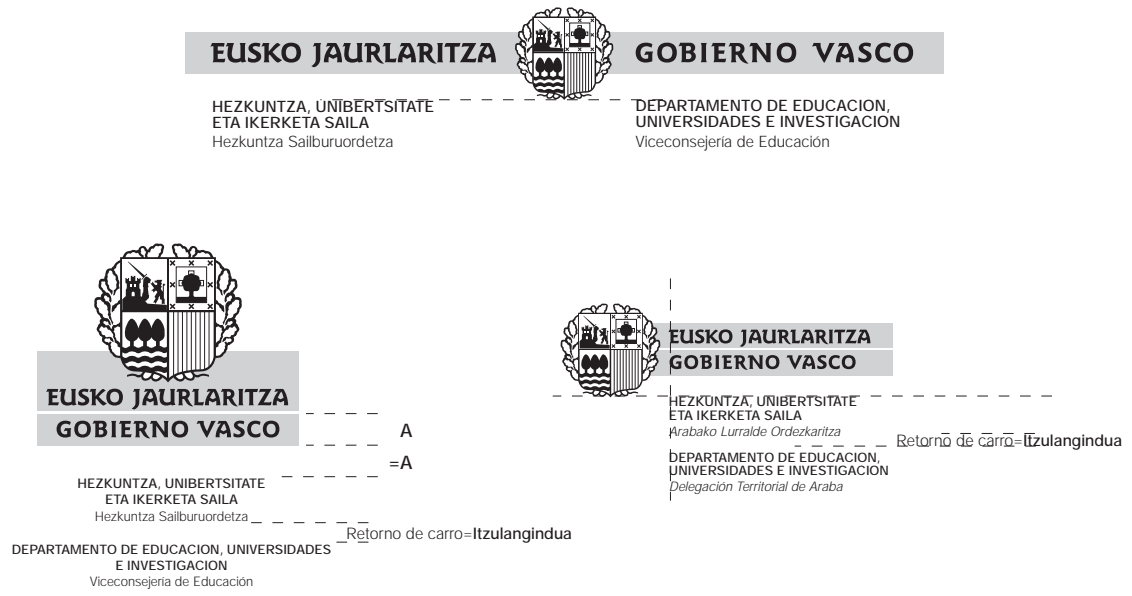 EUSKO JAURLARITZA
GOBIERNO VASCO
HEZKUNTZA, UNIBERTSITATE
ETA IKERKETA SAILA
Hezkuntza Sailburuordetza
DEPARTAMENTO DE EDUCACION,
UNIVERSIDADES E INVESTIGACION
Viceconsejería de Educación
EUSKO JAURLARITZA
GOBIERNO VASCO
A
=A
HEZKUNTZA, UNIBERTSITATE
ETA IKERKETA SAILA
Hezkuntza Sailburuordetza
Retorno de carro=Itzulangindua
DEPARTAMENTO DE EDUCACION, UNIVERSIDADES
E INVESTIGACION
Viceconsejería de Educación
EUSKO JAURLARITZA
GOBIERNO VASCO
HEZKUNTZA, UNIBERTSITATE
ETA IKERKETA SAILA
Arabako Lurralde Ordezkaritza
Retorno de carro=Itzulangindua
DEPARTAMENTO DE EDUCACION,
UNIVERSIDADES E INVESTIGACION
Delegación Territorial de Araba